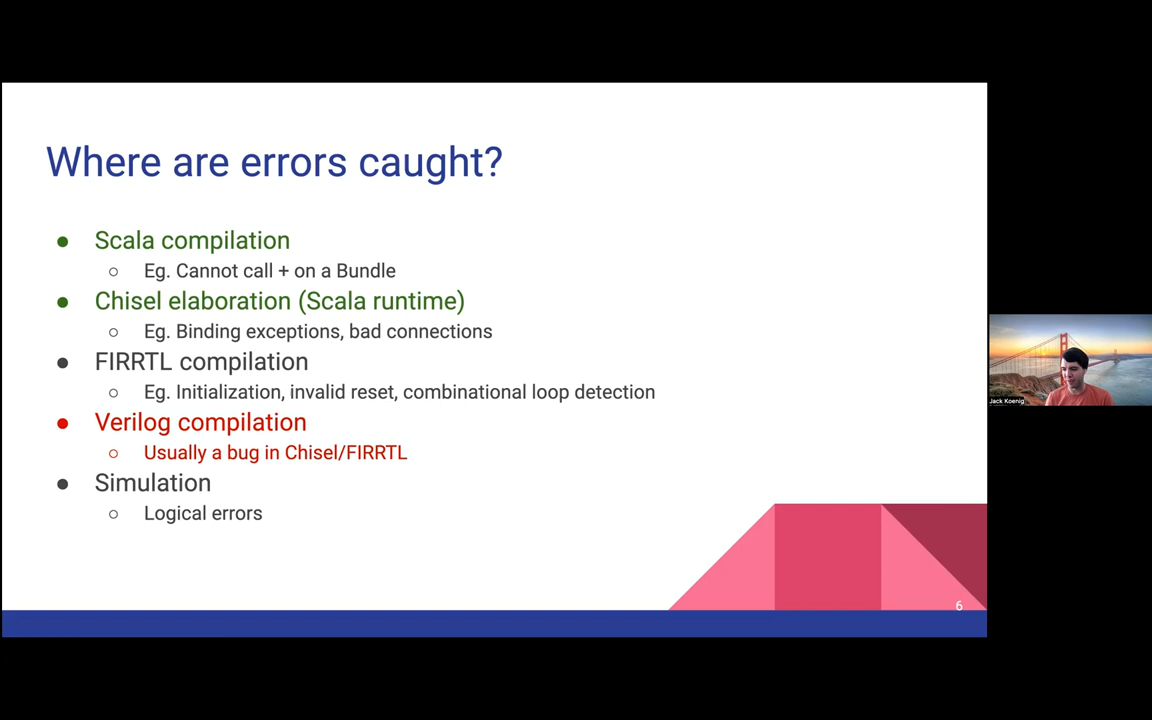 Where are errors caught?
● Scala compilation
○ Eg. Cannot call + on a Bundle
● Chisel elaboration (Scala runtime)
○ Eg. Binding exceptions, bad connections
● FIRRTL compilation
○ Eg. Initialization, invalid reset, combinational loop detection
● Verilog compilation
○ Usually a bug in Chisel/FIRRTL
● Simulation
○ Logical errors
6
Jack Koenig